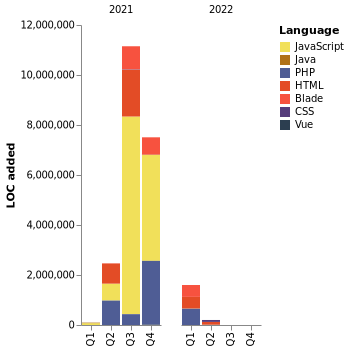 2021
2022
Language
JavaScript
Java
PHP
HTML
Blade
CSS
Vue
LOC added
12,000,000
10,000,000
8,000,000
6,000,000
4,000,000
2,000,000
0
Q1
Q2
Q3
Q4
Q1
Q2
Q3
Q4